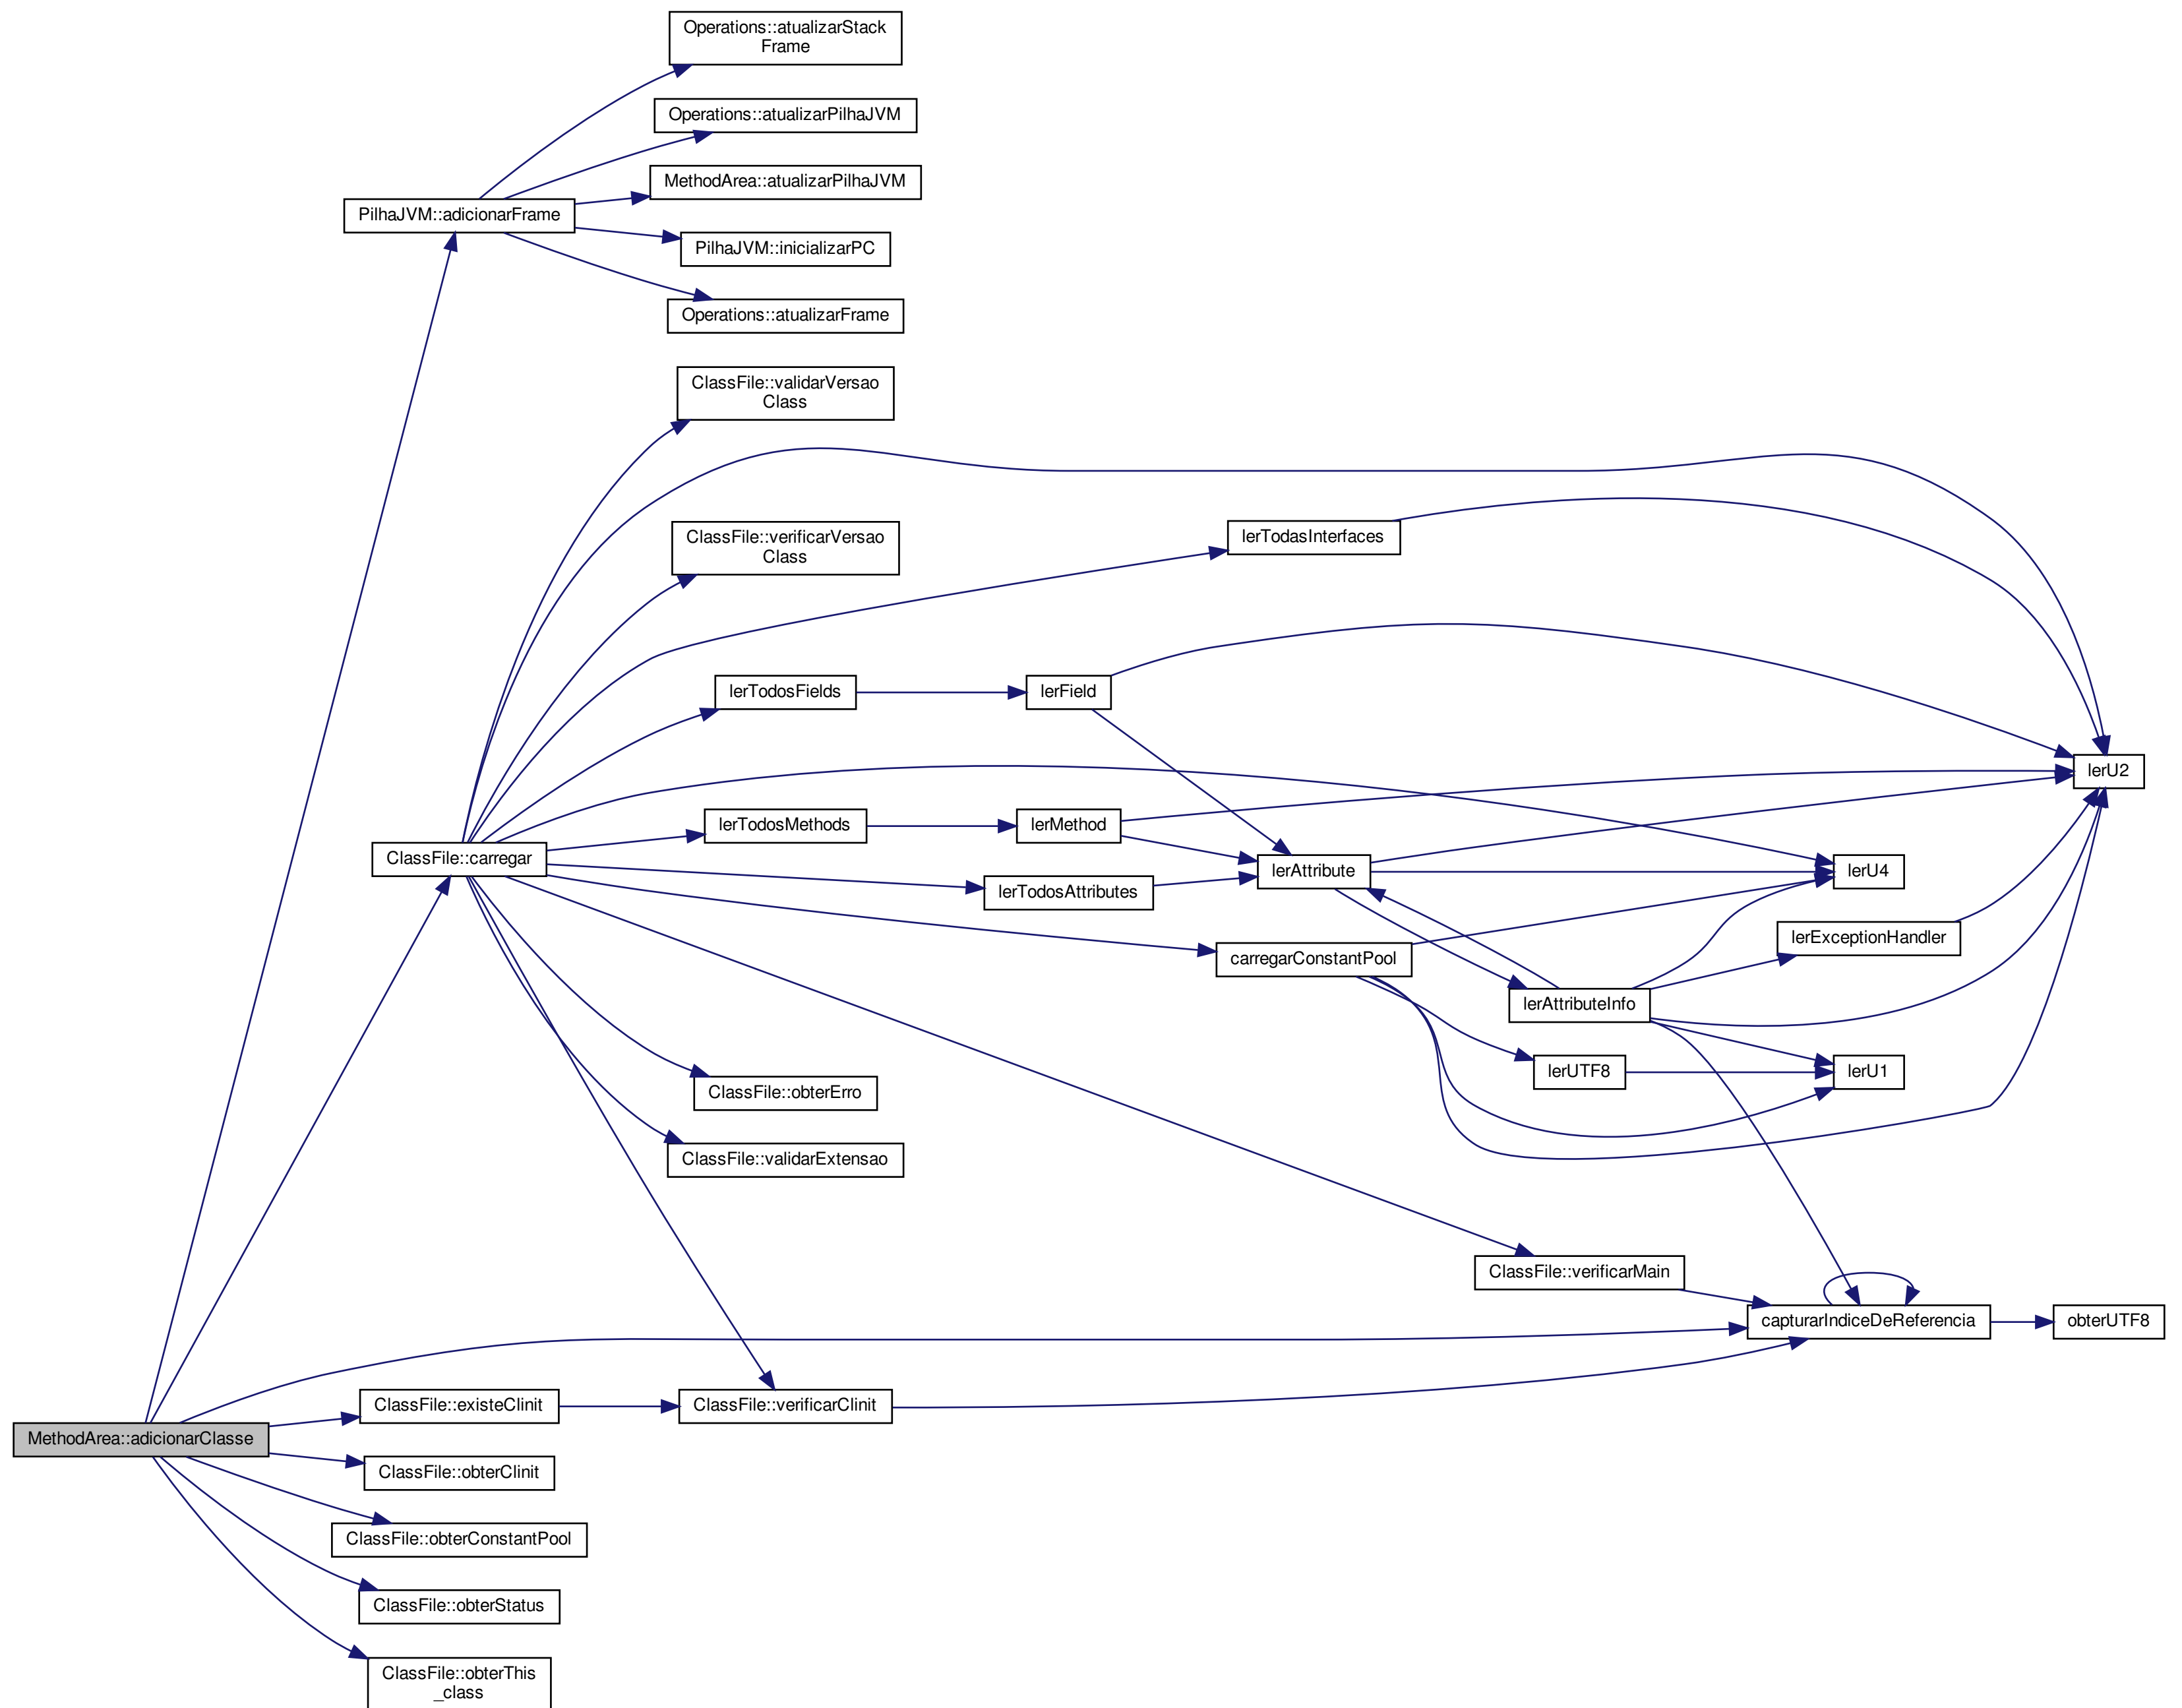 Operations::atualizarStack
Frame
Operations::atualizarPilhaJVM
MethodArea::atualizarPilhaJVM
PilhaJVM::adicionarFrame
PilhaJVM::inicializarPC
Operations::atualizarFrame
ClassFile::validarVersao
Class
ClassFile::verificarVersao
Class
lerTodasInterfaces
lerTodosFields
lerField
lerU2
lerTodosMethods
lerMethod
ClassFile::carregar
lerAttribute
lerU4
lerTodosAttributes
lerExceptionHandler
carregarConstantPool
lerAttributeInfo
lerUTF8
lerU1
ClassFile::obterErro
ClassFile::validarExtensao
ClassFile::verificarMain
capturarIndiceDeReferencia
obterUTF8
ClassFile::existeClinit
ClassFile::verificarClinit
MethodArea::adicionarClasse
ClassFile::obterClinit
ClassFile::obterConstantPool
ClassFile::obterStatus
ClassFile::obterThis
_class